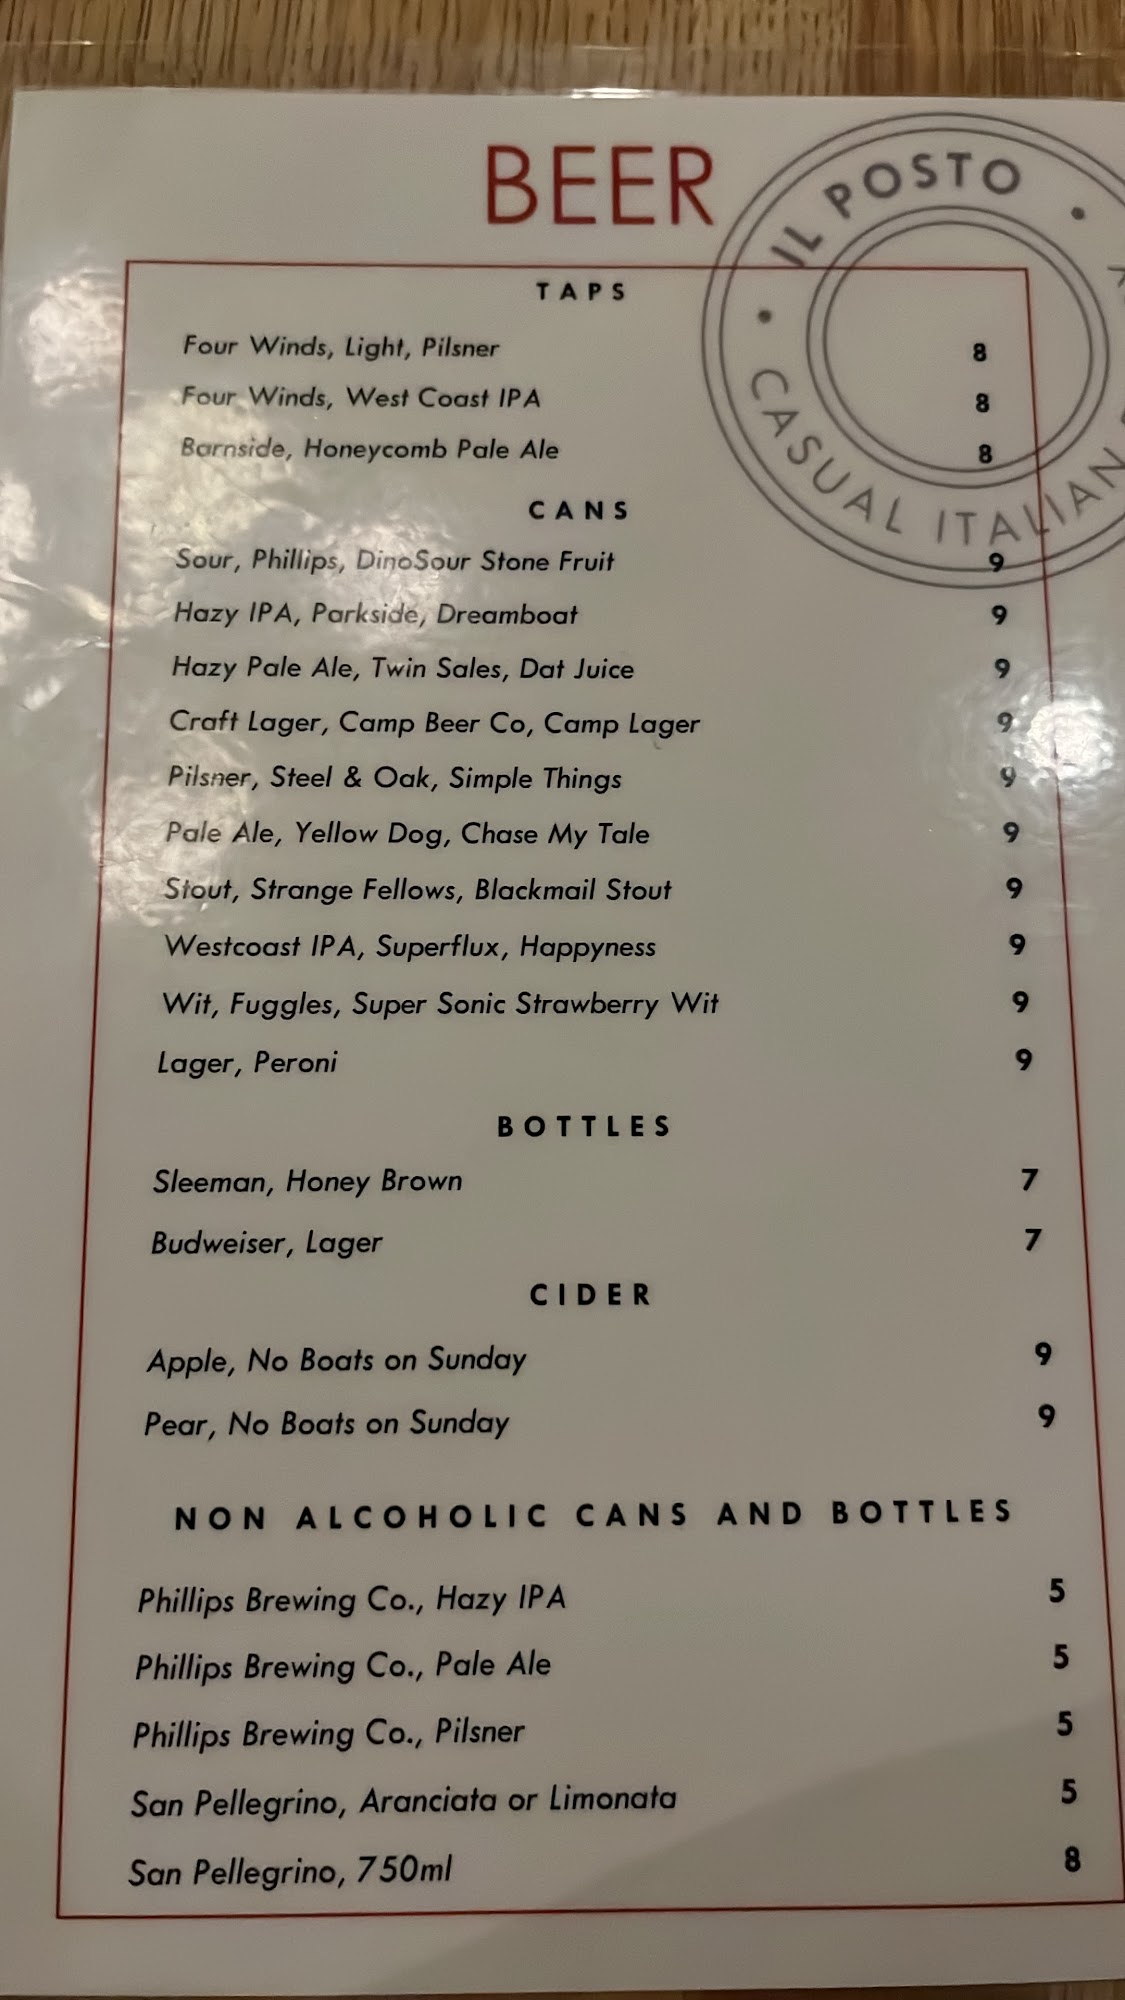 BEER
IL POSTO • CASUAL ITALIAN
TAPS
Four Winds, Light, Pilsner 8
Four Winds, West Coast IPA 8
Barnside, Honeycomb Pale Ale 8
CANS
Sour, Phillips, DinoSour Stone Fruit 9
Hazy IPA, Parkside, Dreamboat 9
Hazy Pale Ale, Twin Sales, Dat Juice 9
Craft Lager, Camp Beer Co, Camp Lager 9
Pilsner, Steel & Oak, Simple Things 9
Pale Ale, Yellow Dog, Chase My Tale 9
Stout, Strange Fellows, Blackmail Stout 9
Westcoast IPA, Superflux, Happyness 9
Wit, Fuggles, Super Sonic Strawberry Wit 9
Lager, Peroni 9
BOTTLES
Sleeman, Honey Brown 7
Budweiser, Lager 7
CIDER
Apple, No Boats on Sunday 9
Pear, No Boats on Sunday 9
NON ALCOHOLIC CANS AND BOTTLES
Phillips Brewing Co., Hazy IPA 5
Phillips Brewing Co., Pale Ale 5
Phillips Brewing Co., Pilsner 5
San Pellegrino, Aranciata or Limonata 5
San Pellegrino, 750ml 8